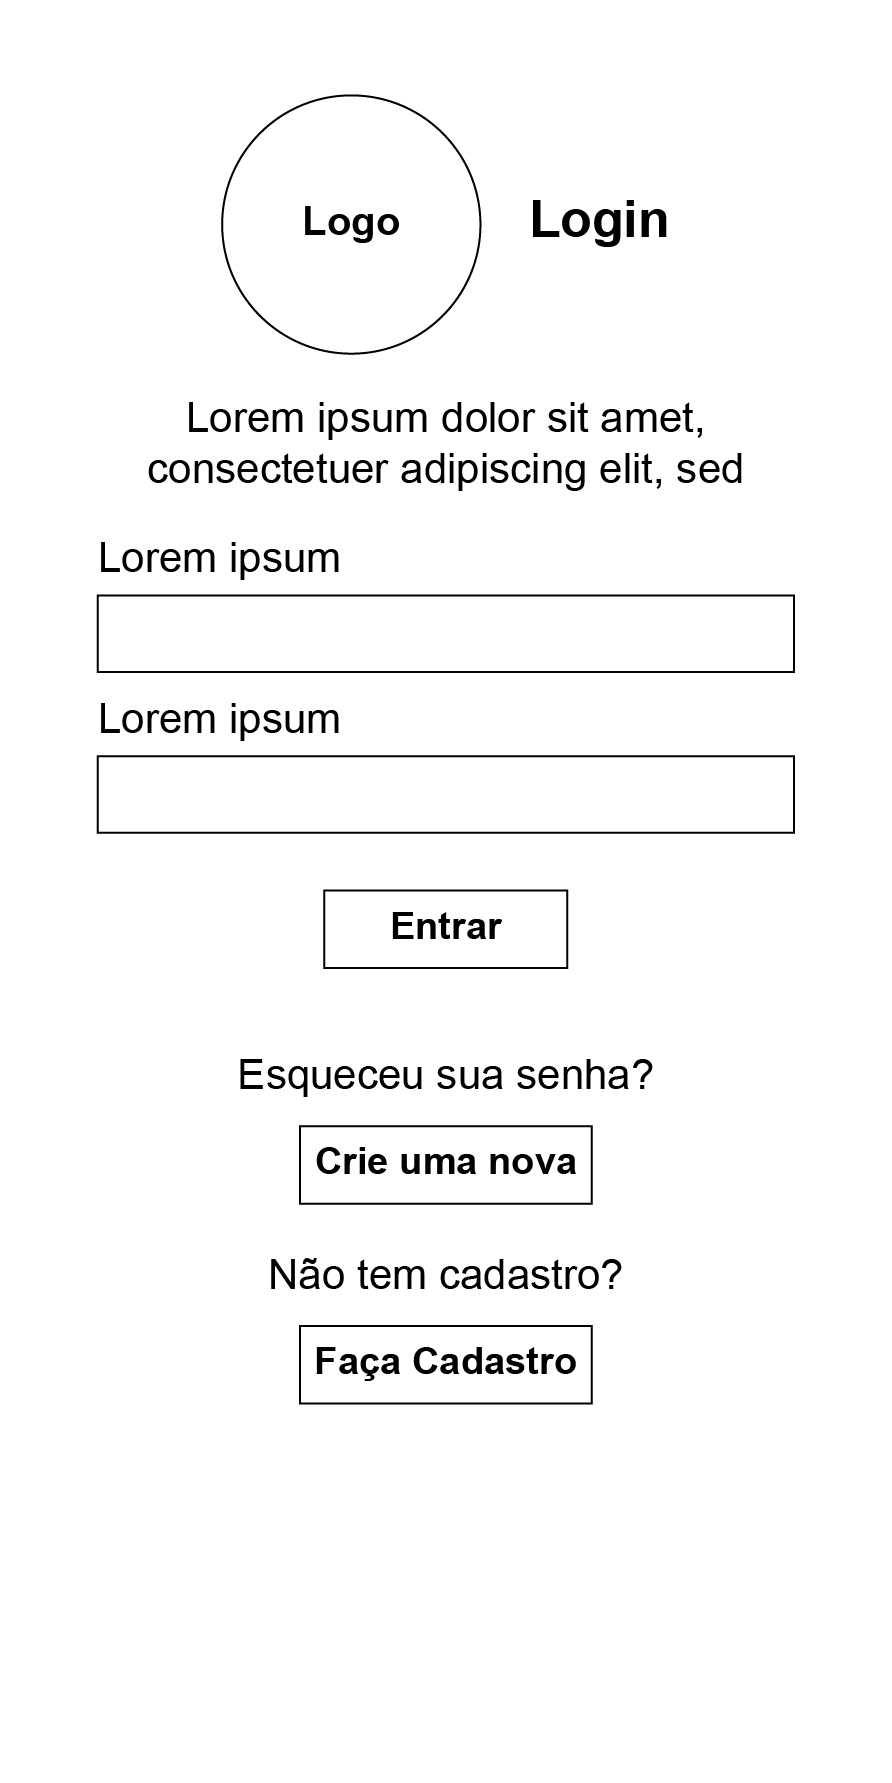 Logo
Login
Lorem ipsum dolor sit amet,
consectetuer adipiscing elit, sed
Lorem ipsum
Lorem ipsum
Entrar
Esqueceu sua senha?
Crie uma nova
Não tem cadastro?
Faça Cadastro